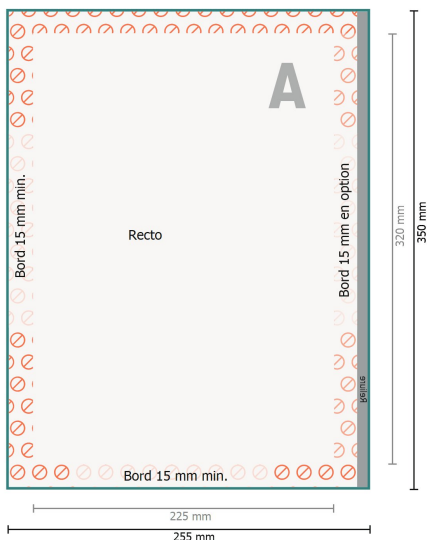 A
Bord 15 mm min.
Recto
Bord 15 mm en option
320 mm
350 mm
Reliure
Bord 15 mm min.
225 mm
255 mm